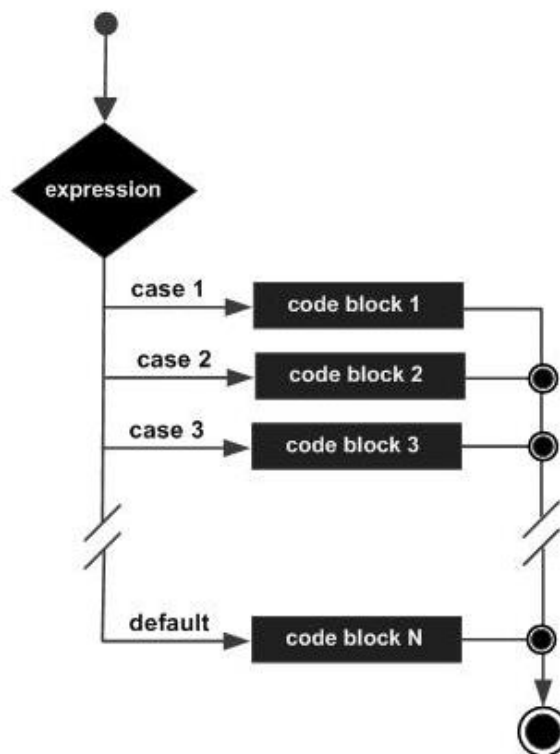 expression
case 1
code block 1
case 2
code block 2
case 3
code block 3
default
code block N